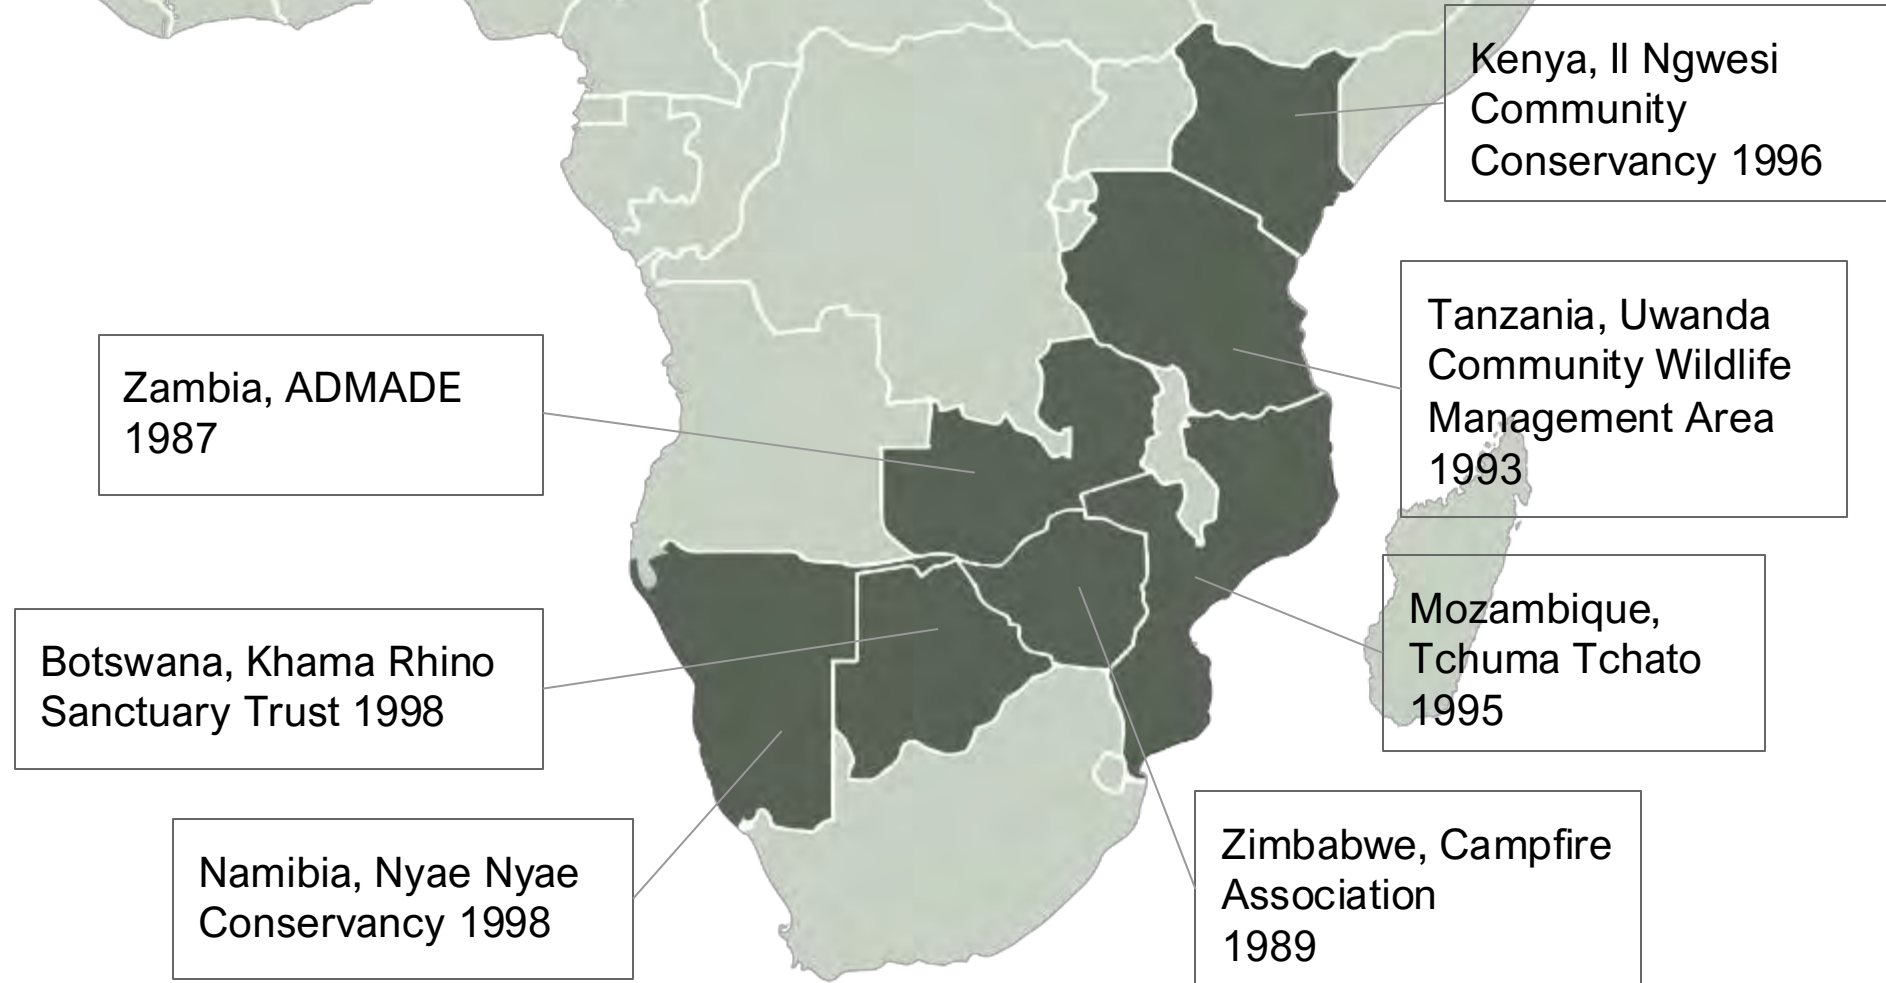 Kenya, Il Ngwesi
Community
Conservancy 1996
Tanzania, Uwanda
Community Wildlife
Management Area
1993
Zambia, ADMADE
1987
Mozambique,
Tchuma Tchato
1995
Botswana, Khama Rhino
Sanctuary Trust 1998
Namibia, Nyae Nyae
Conservancy 1998
Zimbabwe, Campfire
Association
1989